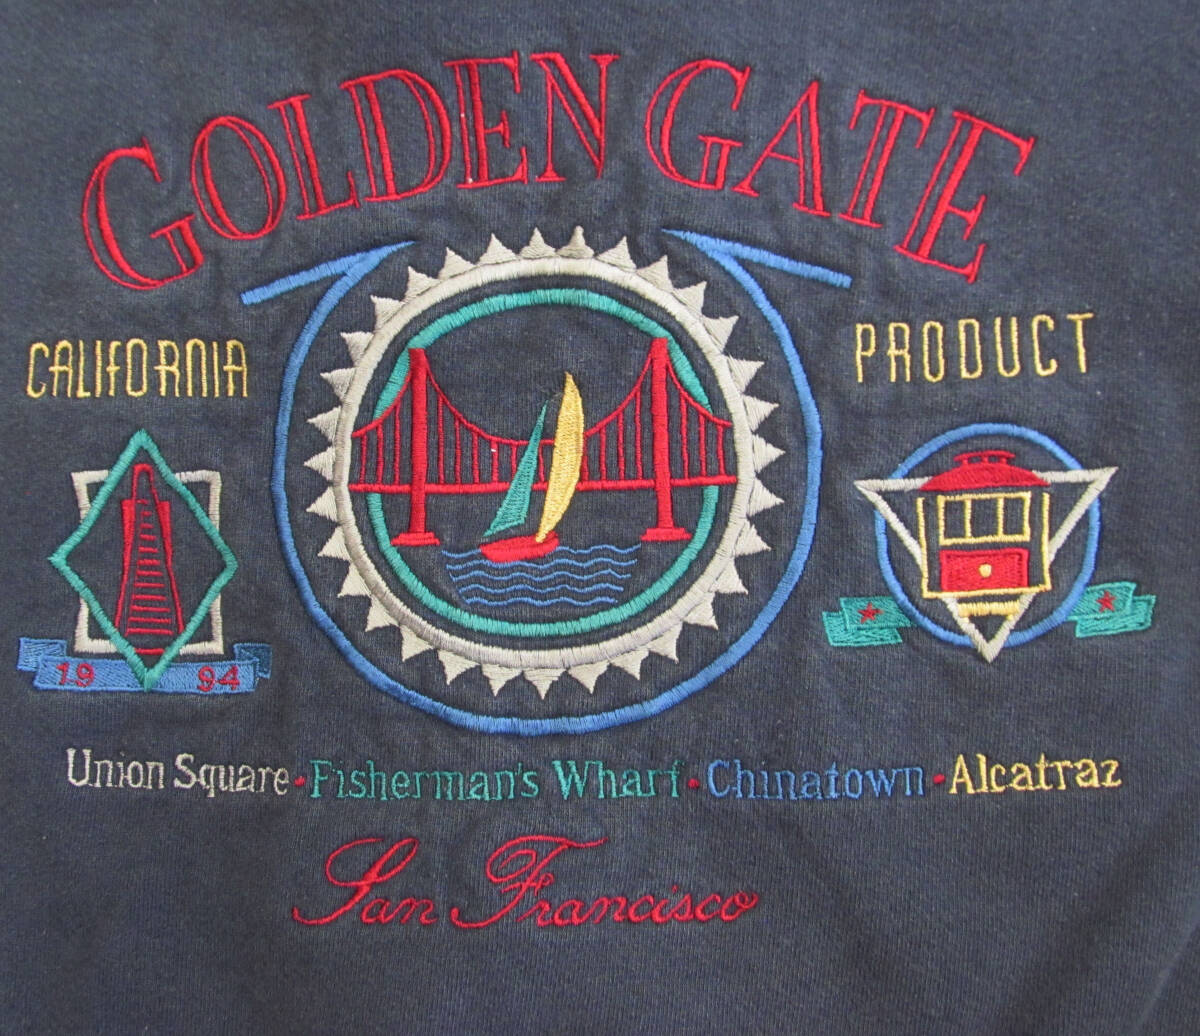 GOLDEN GATE
CALIFORNIA PRODUCT
19 94
Union Square • Fisherman's Wharf • Chinatown • Alcatraz
San Francisco